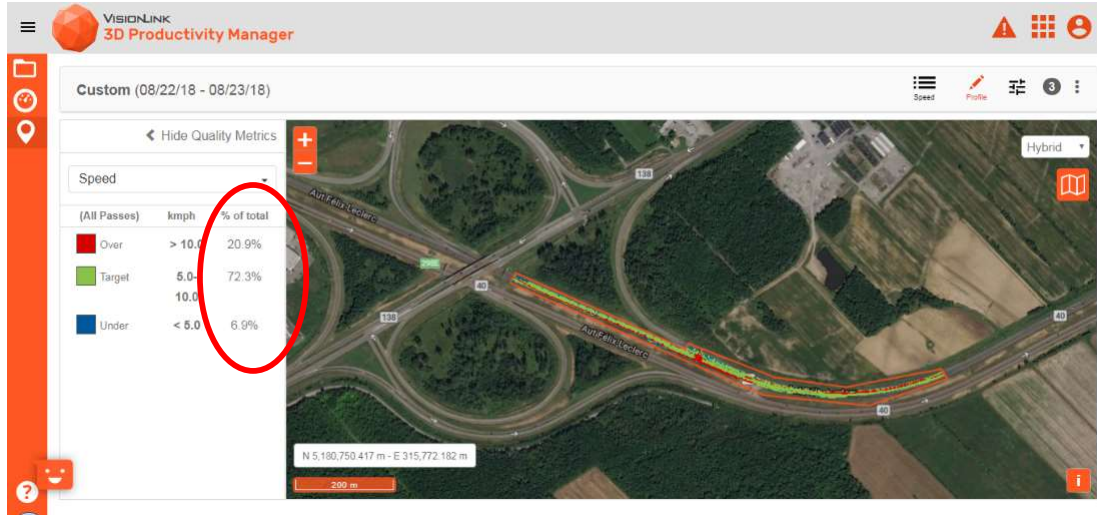 VISIONLINK
3D Productivity Manager
Custom (08/22/18 - 08/23/18)
Speed
Profile
3
Hide Quality Metrics
Speed
(All Passes) kmph % of total
Over > 10.0 20.9%
Target 5.0- 72.3%
10.0
Under < 5.0 6.9%
+
−
Hybrid
138
Aut Félix-Leclerc
40
138
Aut Félix-Leclerc
40
40
N 5,180,750.417 m - E 315,772.182 m
200 m
i
?